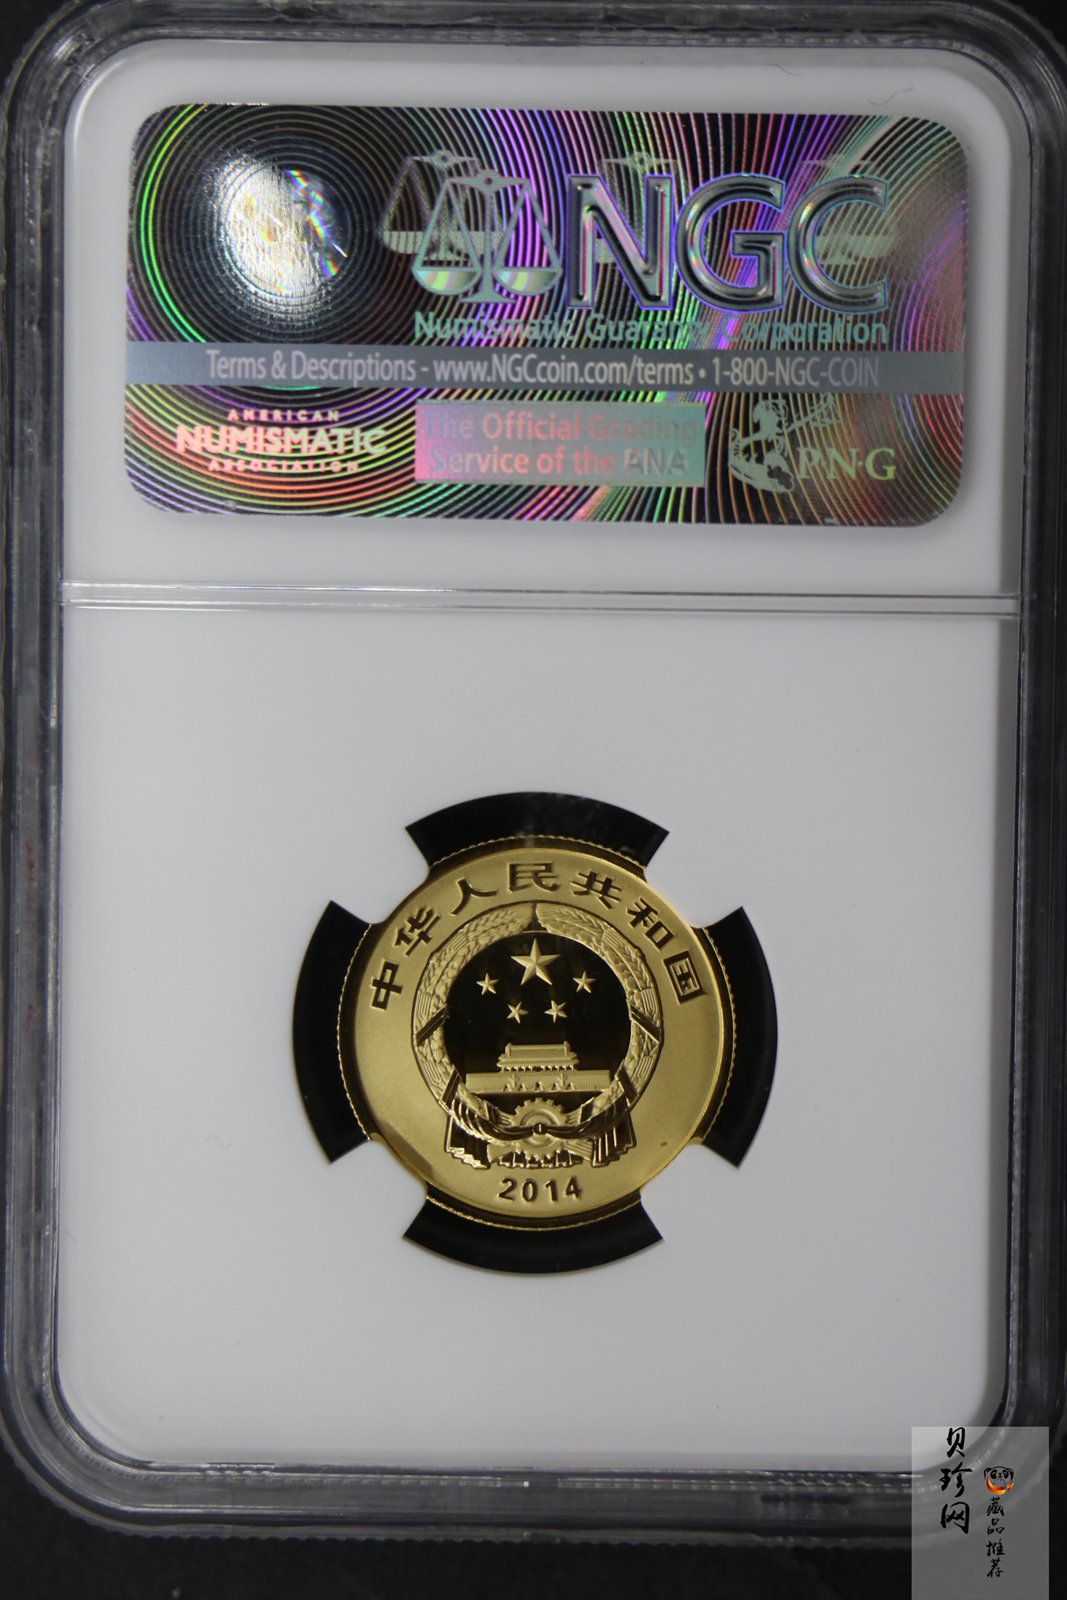 NGC
Numismatic Guaranty Corporation
Terms & Descriptions - www.NGCcoin.com/terms • 1-800-NGC-COIN
AMERICAN
NUMISMATIC
ASSOCIATION
The Official Grading
Service of the ANA
P·N·G
中华人民共和国
2014
贝珍网
藏品推荐